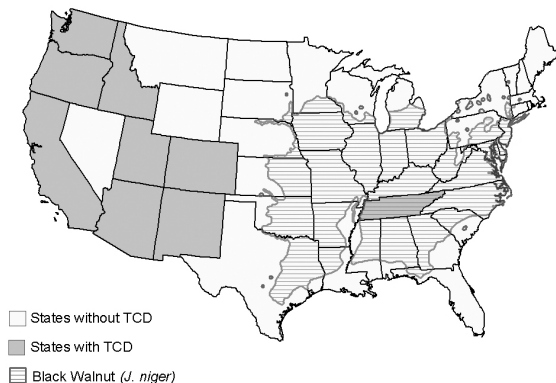 States without TCD
States with TCD
Black Walnut (J. niger)